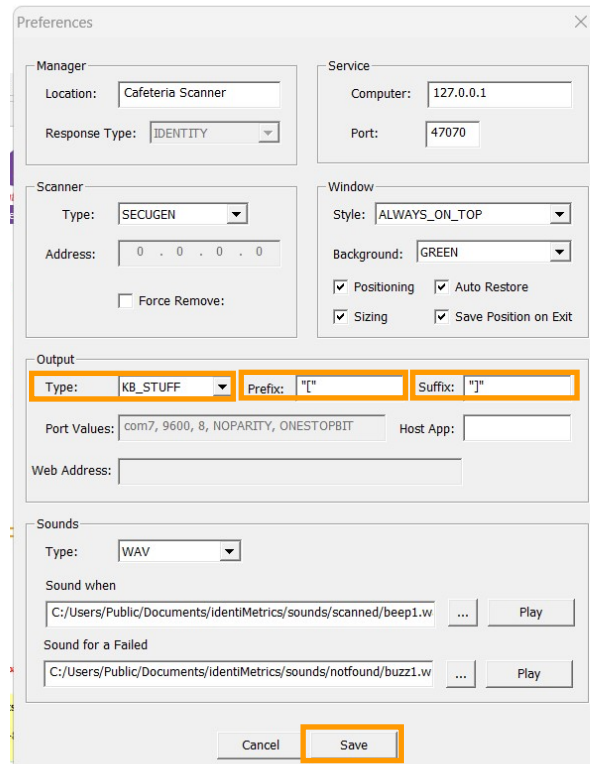 Preferences
Manager
Location: Cafeteria Scanner
Response Type: IDENTITY
Service
Computer: 127.0.0.1
Port: 47070
Scanner
Type: SECUGEN
Address: 0 . 0 . 0 . 0
Force Remove:
Window
Style: ALWAYS_ON_TOP
Background: GREEN
Positioning Auto Restore
Sizing Save Position on Exit
Output
Type: KB_STUFF Prefix: "[" Suffix: "]"
Port Values: com7, 9600, 8, NOPARITY, ONESTOPBIT Host App:
Web Address:
Sounds
Type: WAV
Sound when
C:/Users/Public/Documents/identiMetrics/sounds/scanned/beep1.w ... Play
Sound for a Failed
C:/Users/Public/Documents/identiMetrics/sounds/notfound/buzz1.w ... Play
Cancel Save